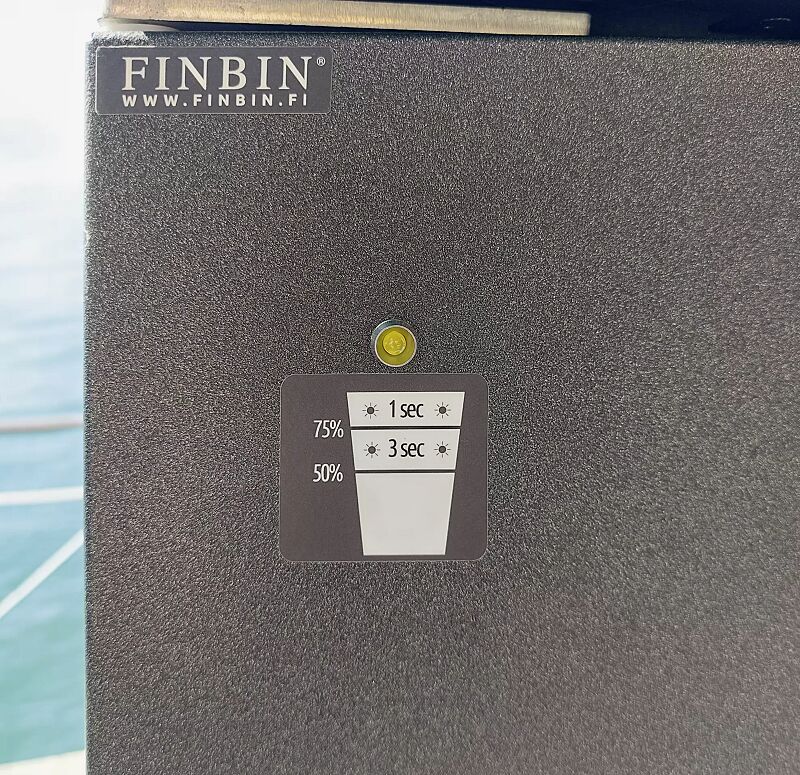 FINBIN®
WWW.FINBIN.FI
1 sec
75%
3 sec
50%